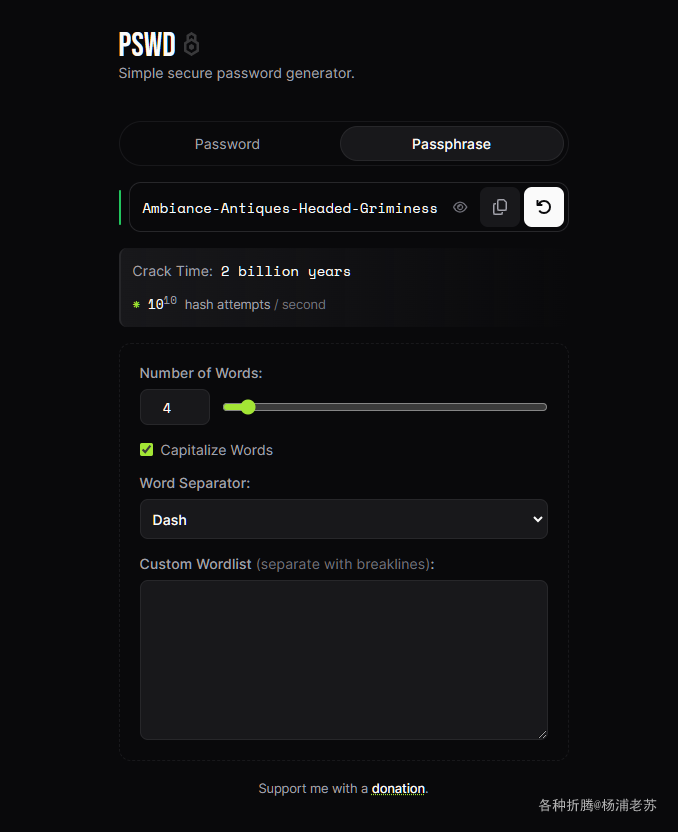 PSWD
Simple secure password generator.
Password Passphrase
Ambiance-Antiques-Headed-Griminess
Crack Time: 2 billion years
* 10^10 hash attempts / second
Number of Words:
4
Capitalize Words
Word Separator:
Dash
Custom Wordlist (separate with breaklines):
Support me with a donation.
各种折腾@杨浦老苏